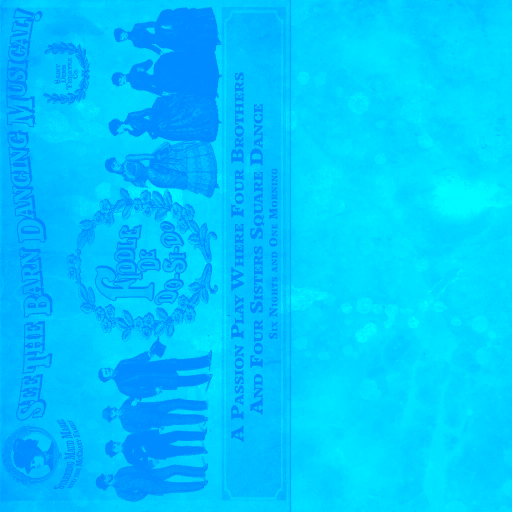 See The Barn Dancing Musical!
Riddle
de
Do-Si-Do
A Passion Play Where Four Brothers
And Four Sisters Square Dance
Six Nights and One Morning